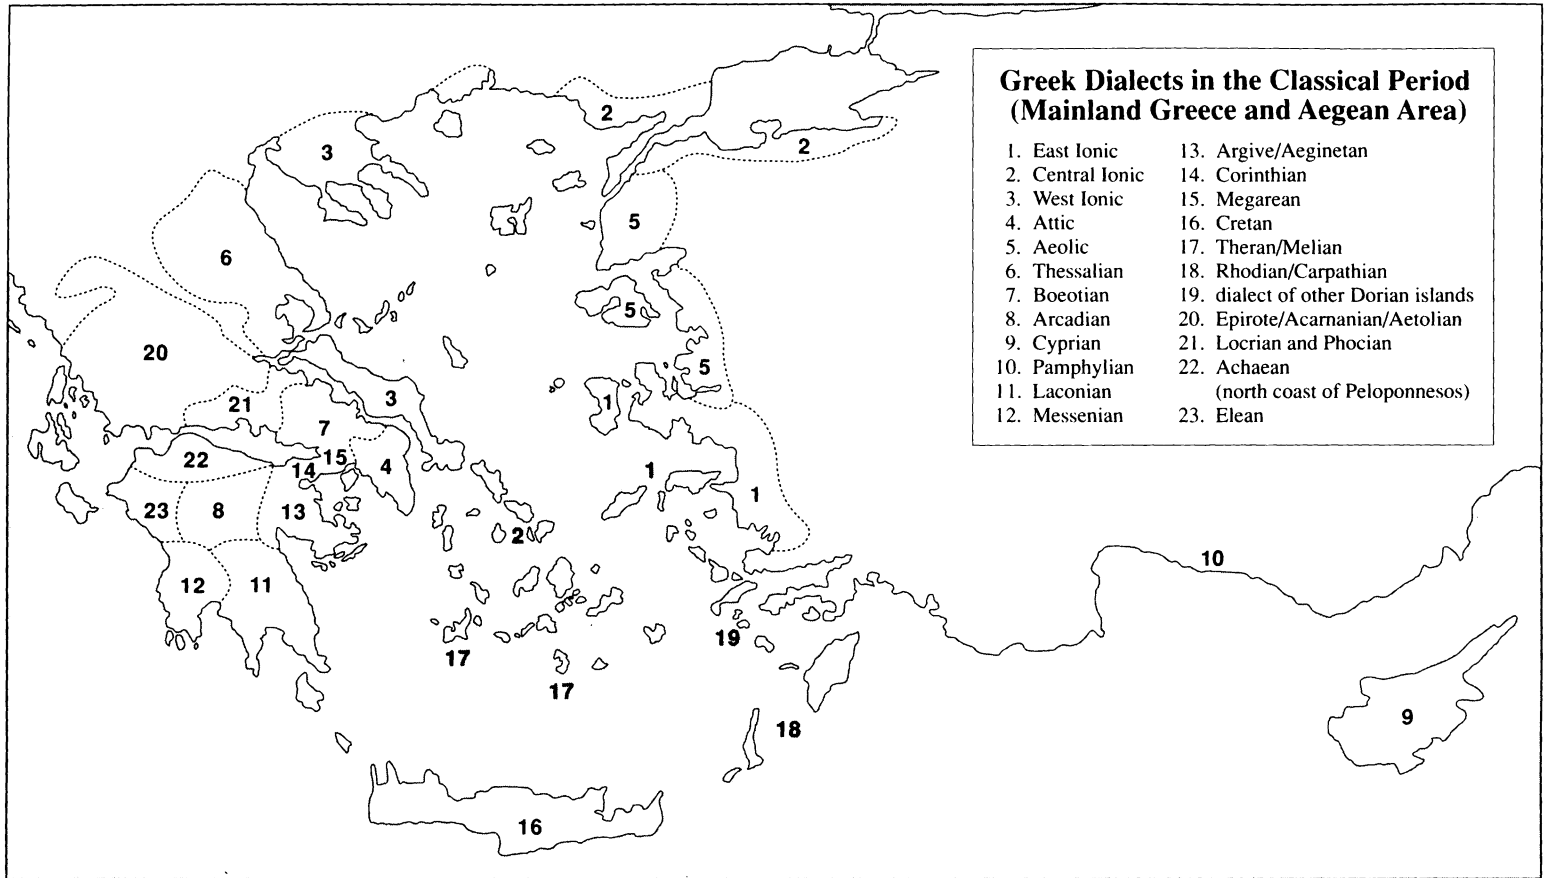 Greek Dialects in the Classical Period
(Mainland Greece and Aegean Area)
1. East Ionic
2. Central Ionic
3. West Ionic
4. Attic
5. Aeolic
6. Thessalian
7. Boeotian
8. Arcadian
9. Cyprian
10. Pamphylian
11. Laconian
12. Messenian
13. Argive/Aeginetan
14. Corinthian
15. Megarean
16. Cretan
17. Theran/Melian
18. Rhodian/Carpathian
19. dialect of other Dorian islands
20. Epirote/Acarnanian/Aetolian
21. Locrian and Phocian
22. Achaean
(north coast of Peloponnesos)
23. Elean
2
2
3
5
6
5
20
5
3
1
21
7
22
15
14
4
1
1
23
8
13
2
10
12
11
19
17
17
18
9
16